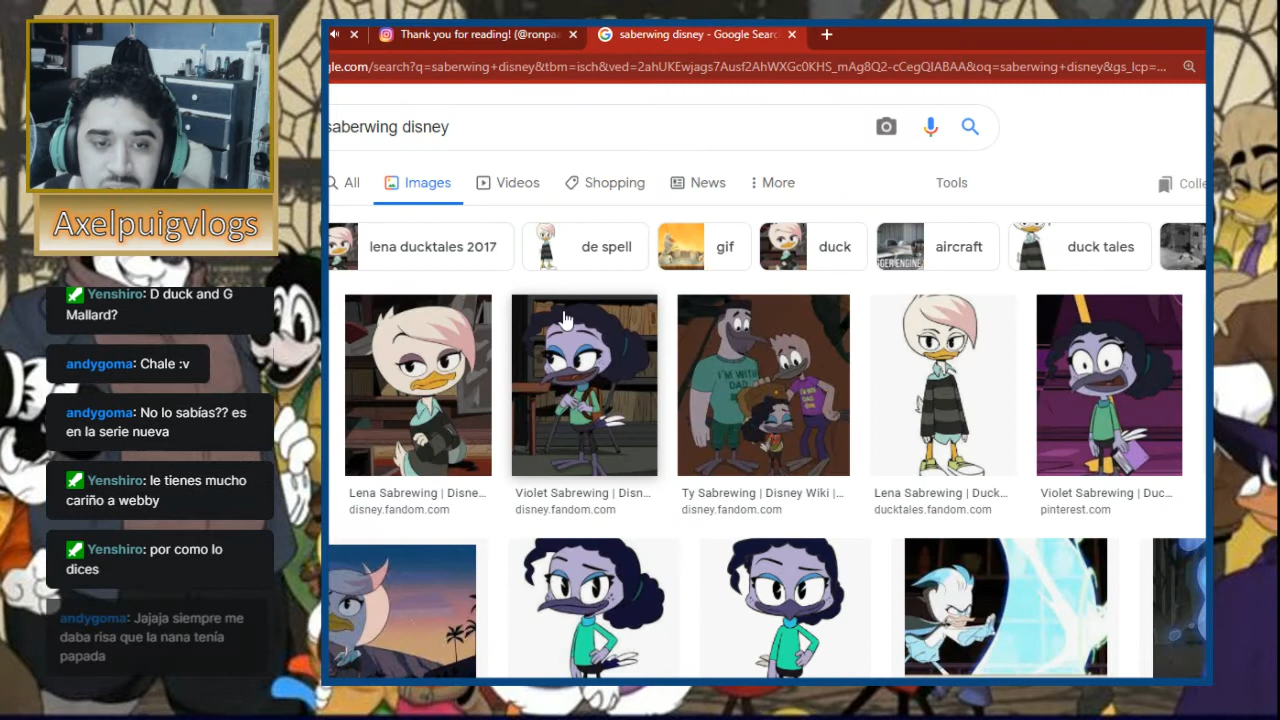 Thank you for reading! (@ronpa
saberwing disney - Google Searc
gle.com/search?q=saberwing+disney&tbm=isch&ved=2ahUKEwjags7Ausf2AhWXGc0KHS_mAg8Q2-cCegQIABAA&oq=saberwing+disney&gs_lcp=...
saberwing disney
All Images Videos Shopping News More Tools Colle
lena ducktales 2017 de spell gif duck GGER ENGINE aircraft duck tales
I'M WITH DAD
Lena Sabrewing | Disne... Violet Sabrewing | Disn... Ty Sabrewing | Disney Wiki |... Lena Sabrewing | Duck... Violet Sabrewing | Duc...
disney.fandom.com disney.fandom.com disney.fandom.com ducktales.fandom.com pinterest.com
Axelpuigvlogs
Yenshiro: D duck and G
Mallard?
andygoma: Chale :v
andygoma: No lo sabías?? es
en la serie nueva
Yenshiro: le tienes mucho
cariño a webby
Yenshiro: por como lo
dices
andygoma: Jajaja siempre me
daba risa que la nana tenía
papada